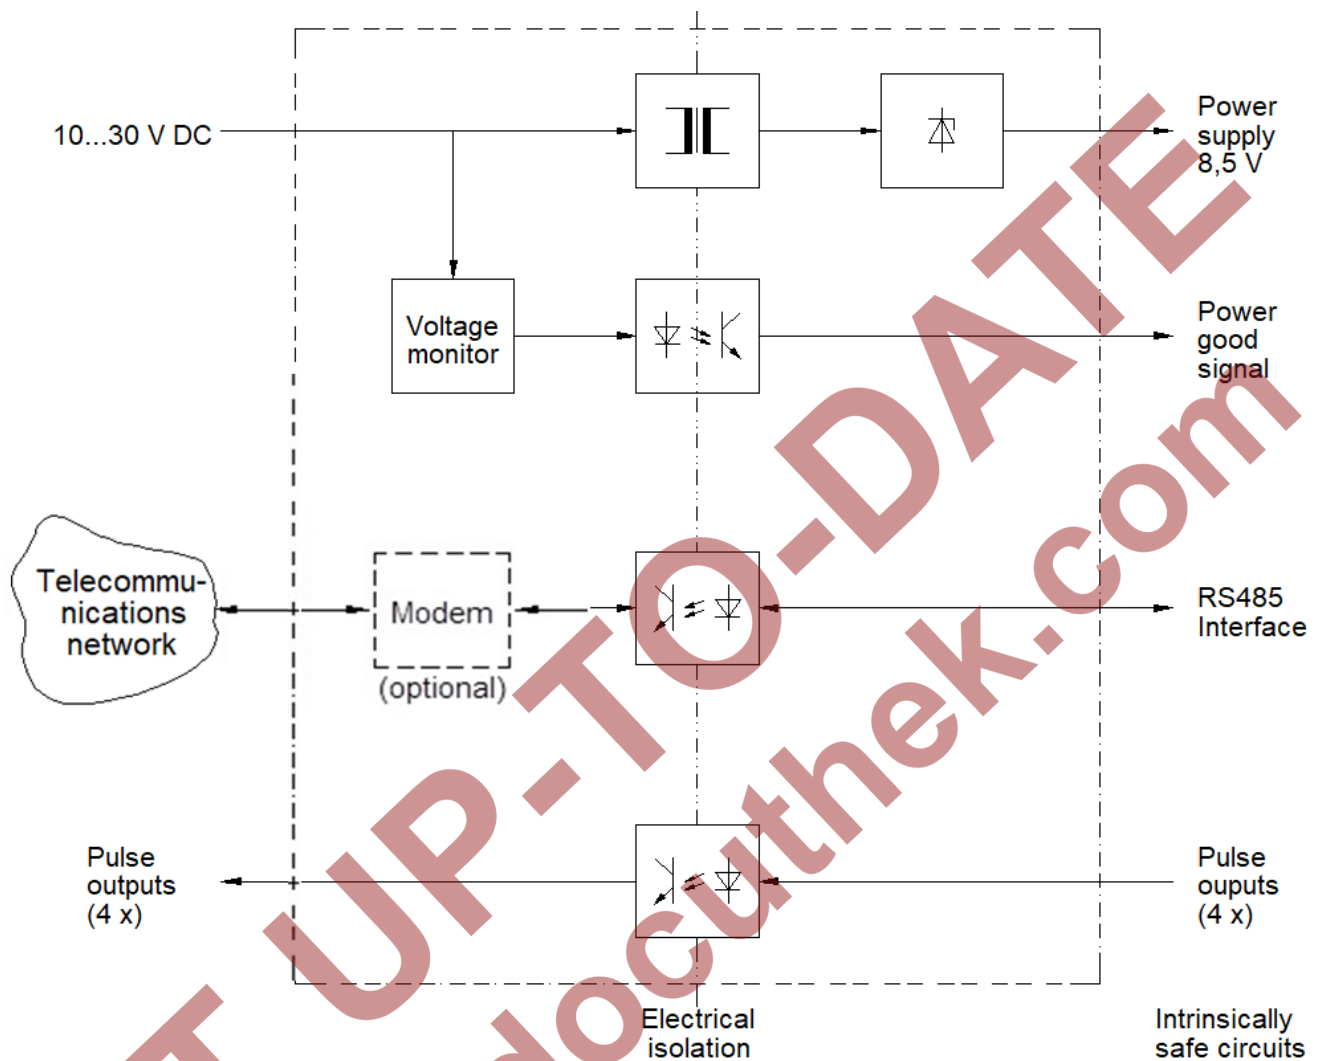 10...30 V DC
Power
supply
8,5 V
Voltage
monitor
Power
good
signal
Telecommu-
nications
network
Modem
(optional)
RS485
Interface
Pulse
outputs
(4 x)
Pulse
ouputs
(4 x)
Electrical
isolation
Intrinsically
safe circuits
T UP-TO-DATE
docuthek.com